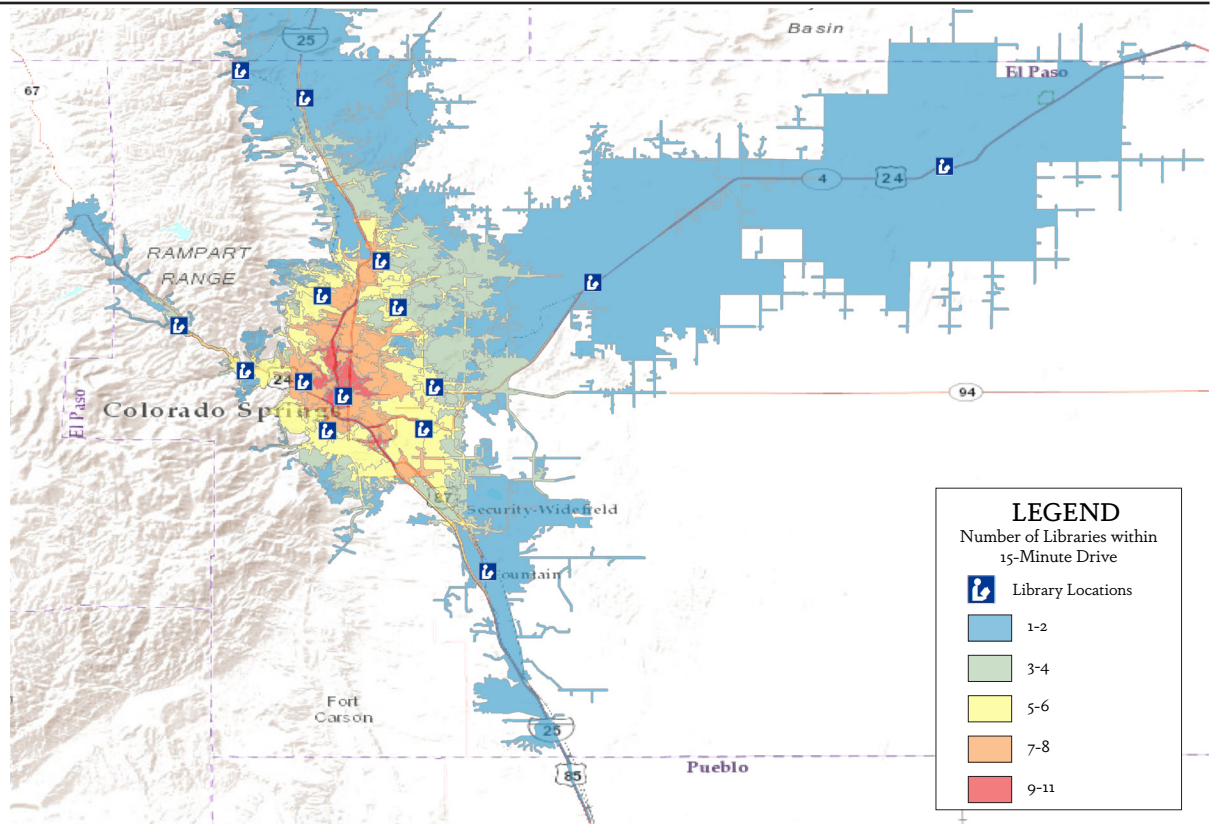 Basin
25
El Paso
67
4
24
RAMPART
RANGE
24
94
Colorado Springs
El Paso
87
Security-Widefield
Fountain
LEGEND
Number of Libraries within
15-Minute Drive
Library Locations
1-2
3-4
5-6
7-8
9-11
Fort
Carson
25
Pueblo
85